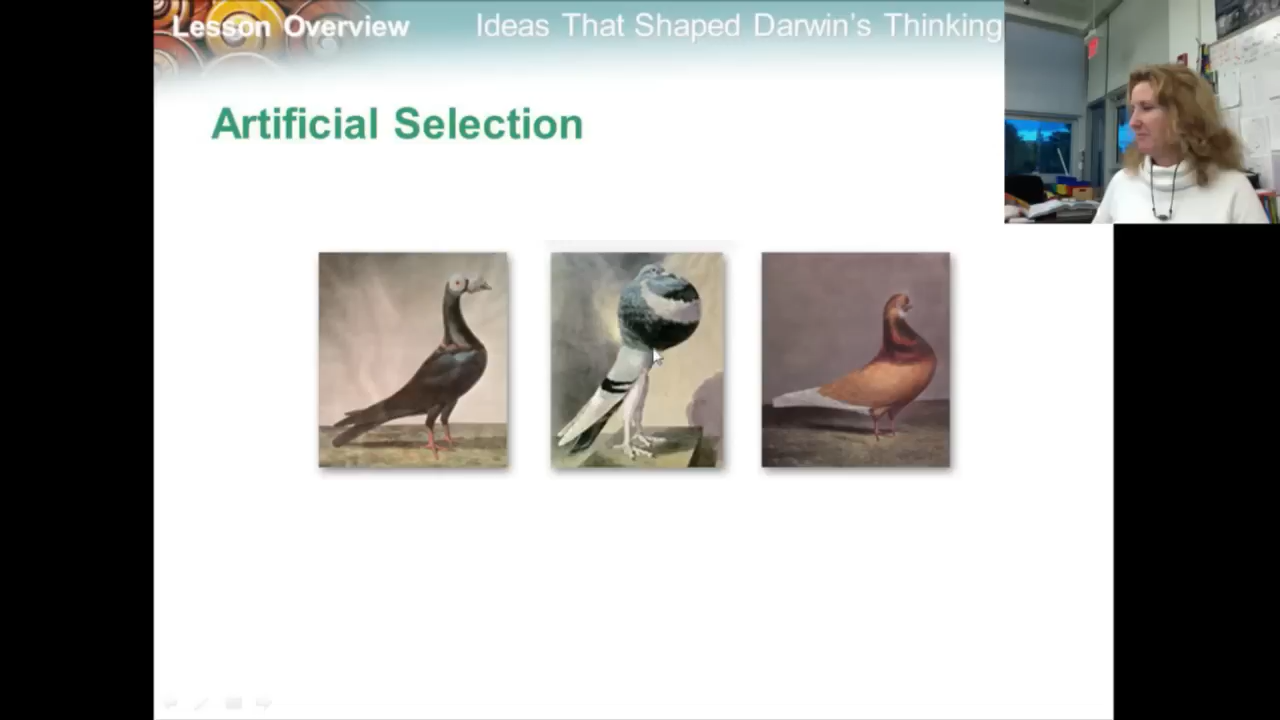 Lesson Overview
Ideas That Shaped Darwin's Thinking
Artificial Selection